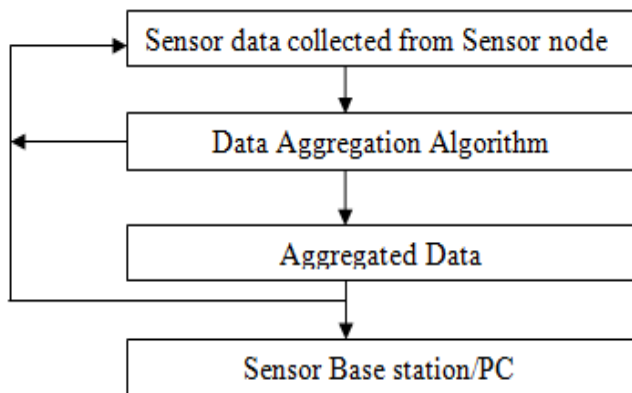 Sensor data collected from Sensor node
Data Aggregation Algorithm
Aggregated Data
Sensor Base station/PC